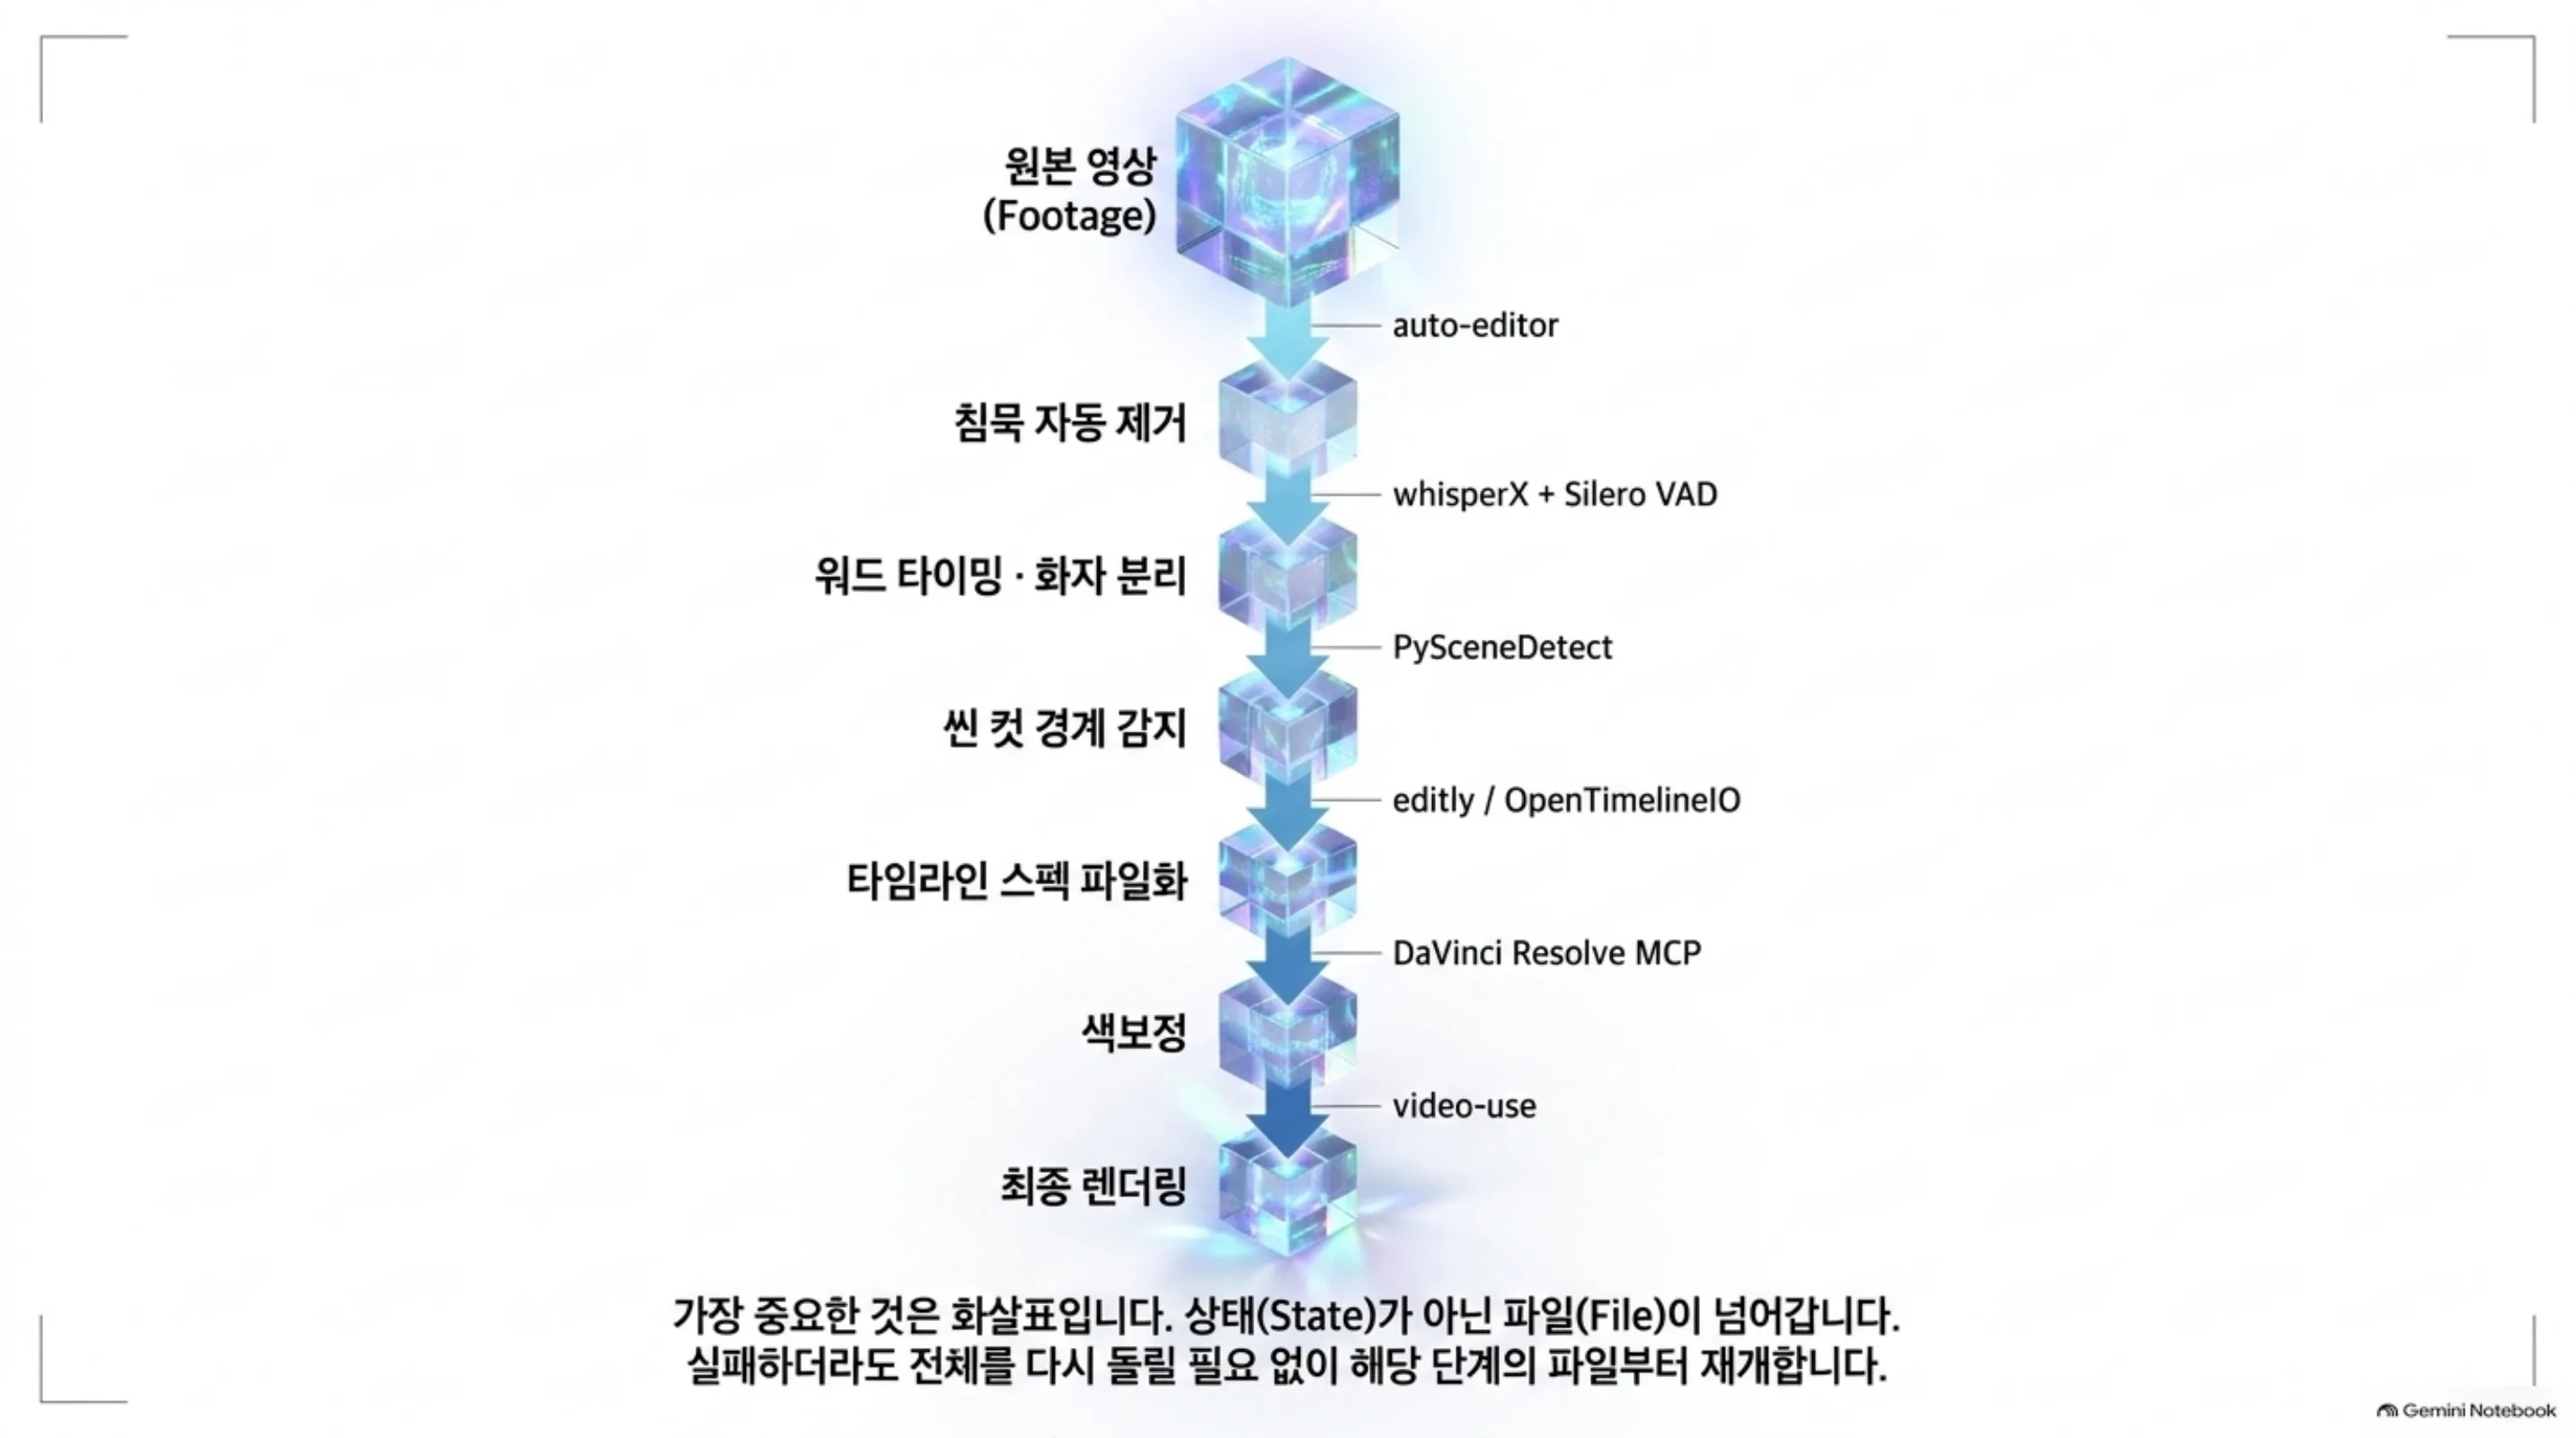 원본 영상
(Footage)
auto-editor
침묵 자동 제거
whisperX + Silero VAD
워드 타이밍 · 화자 분리
PySceneDetect
씬 컷 경계 감지
editly / OpenTimelineIO
타임라인 스펙 파일화
DaVinci Resolve MCP
색보정
video-use
최종 렌더링
가장 중요한 것은 화살표입니다. 상태(State)가 아닌 파일(File)이 넘어갑니다.
실패하더라도 전체를 다시 돌릴 필요 없이 해당 단계의 파일부터 재개합니다.
Gemini Notebook